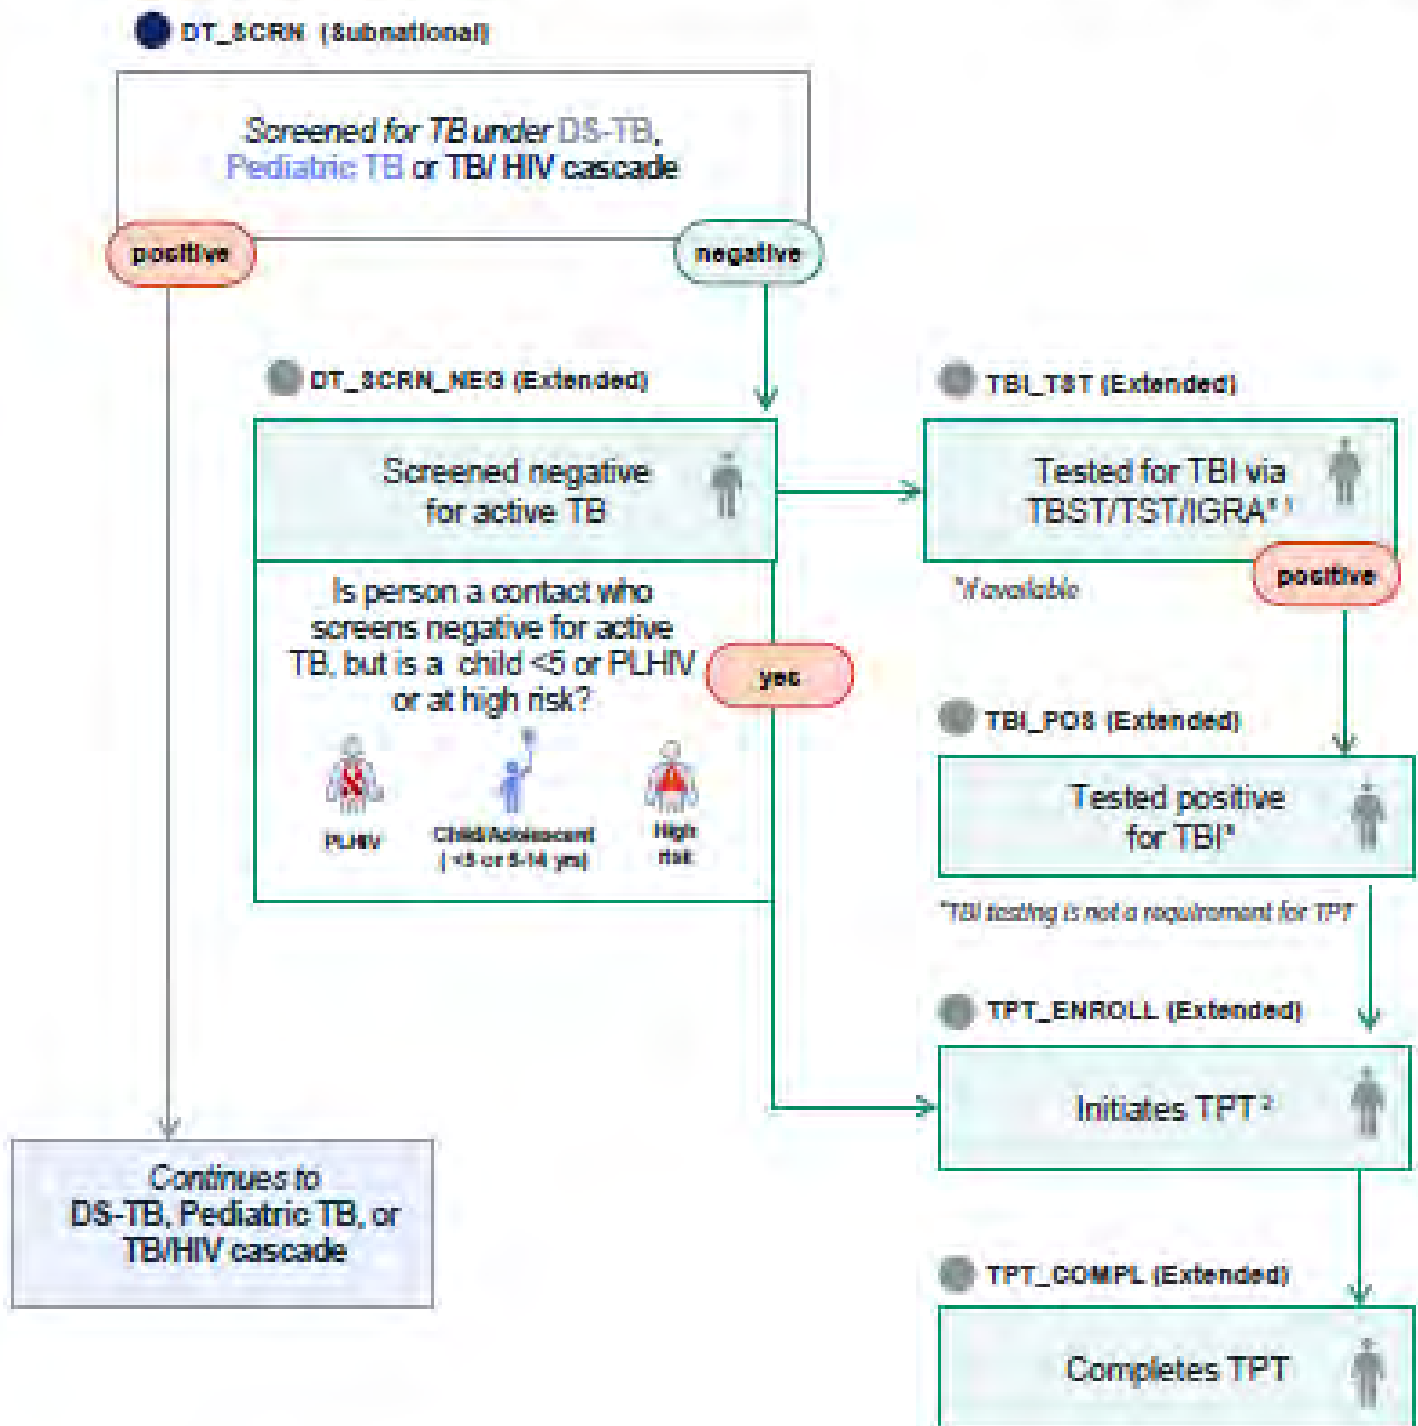 DT_SCRN (Subnational)
Screened for TB under DS-TB,
Pediatric TB or TB/ HIV cascade
positive
negative
DT_SCRN_NEG (Extended)
TBI_TST (Extended)
Screened negative
for active TB
Tested for TBI via
TBST/TST/IGRA* 1
positive
*if available
Is person a contact who
screens negative for active
TB, but is a child <5 or PLHIV
or at high risk?
yes
PLHIV
Child/Adolescent
( <5 or 5-14 yrs)
High
risk
TBI_POS (Extended)
Tested positive
for TBI*
*TBI testing is not a requirement for TPT
TPT_ENROLL (Extended)
Initiates TPT 2
Continues to
DS-TB, Pediatric TB, or
TB/HIV cascade
TPT_COMPL (Extended)
Completes TPT